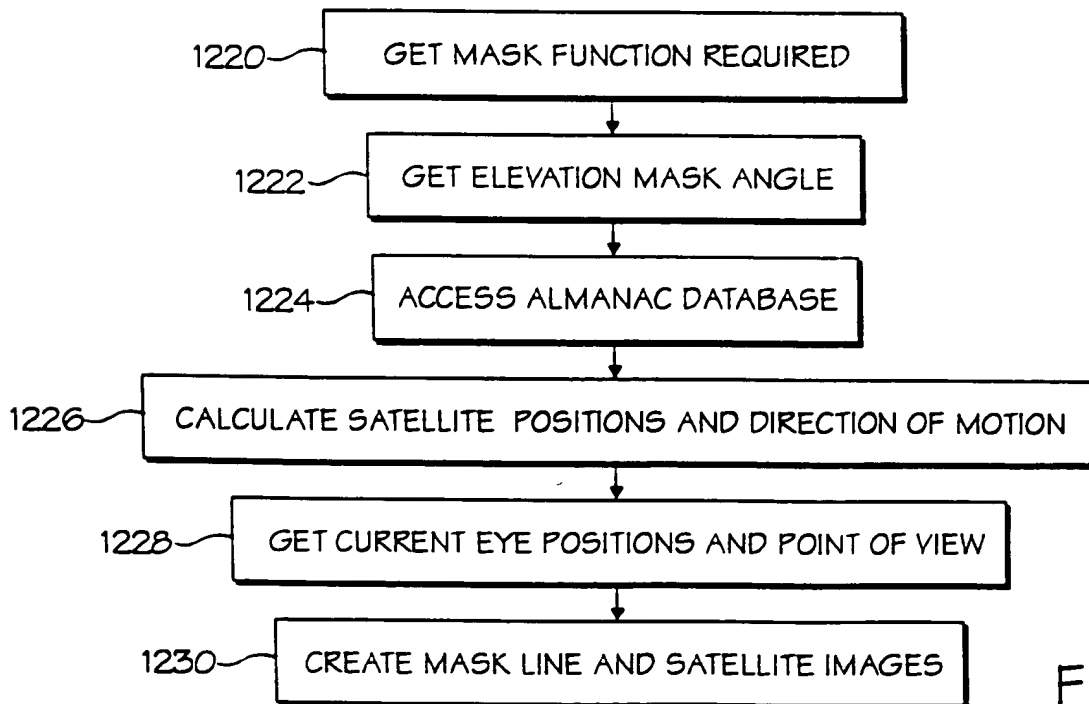 1220 GET MASK FUNCTION REQUIRED
1222 GET ELEVATION MASK ANGLE
1224 ACCESS ALMANAC DATABASE
1226 CALCULATE SATELLITE POSITIONS AND DIRECTION OF MOTION
1228 GET CURRENT EYE POSITIONS AND POINT OF VIEW
1230 CREATE MASK LINE AND SATELLITE IMAGES
F